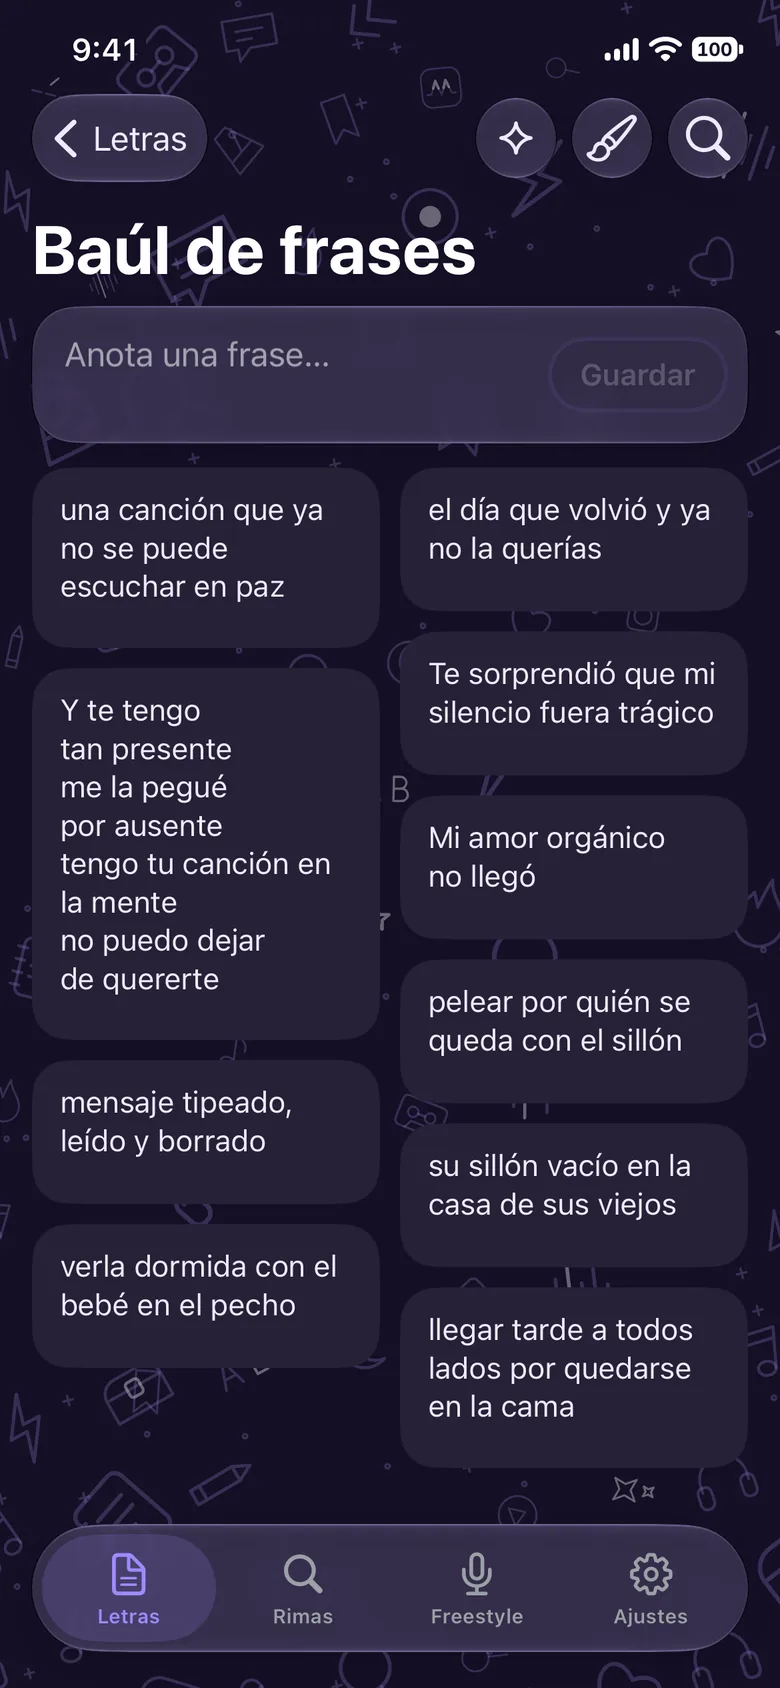 9:41
100
Letras
Baúl de frases
Anota una frase...
Guardar
una canción que ya
no se puede
escuchar en paz
Y te tengo
tan presente
me la pegué
por ausente
tengo tu canción en
la mente
no puedo dejar
de quererte
mensaje tipeado,
leído y borrado
verla dormida con el
bebé en el pecho
el día que volvió y ya
no la querías
Te sorprendió que mi
silencio fuera trágico
Mi amor orgánico
no llegó
pelear por quién se
queda con el sillón
su sillón vacío en la
casa de sus viejos
llegar tarde a todos
lados por quedarse
en la cama
B
A
Letras
Rimas
Freestyle
Ajustes